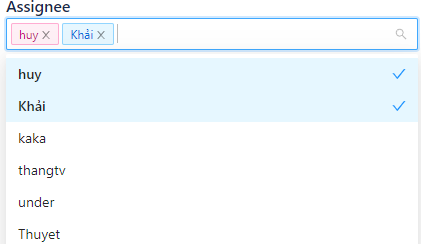 Assignee
huy Khải
huy
Khải
kaka
thangtv
under
Thuyet